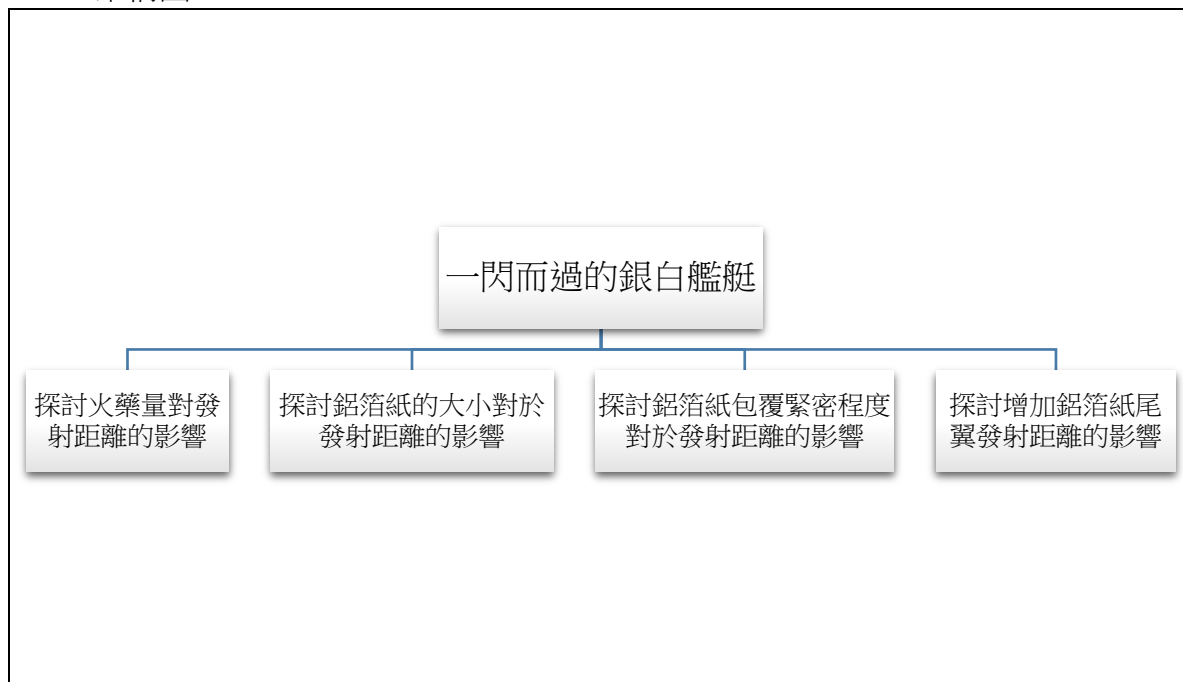 一閃而過的銀白艦艇
探討火藥量對發
射距離的影響
探討鋁箔紙的大小對於
發射距離的影響
探討鋁箔紙包覆緊密程度
對於發射距離的影響
探討增加鋁箔紙尾
翼發射距離的影響